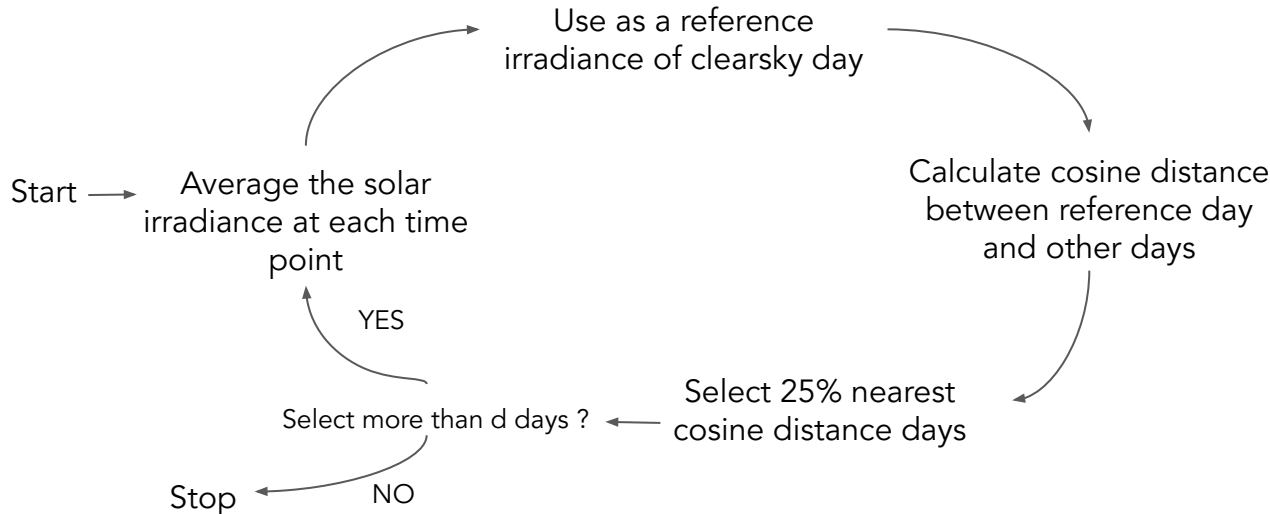 Use as a reference
irradiance of clearsky day
Start
Average the solar
irradiance at each time
point
Calculate cosine distance
between reference day
and other days
YES
Select 25% nearest
cosine distance days
Select more than d days ?
NO
Stop